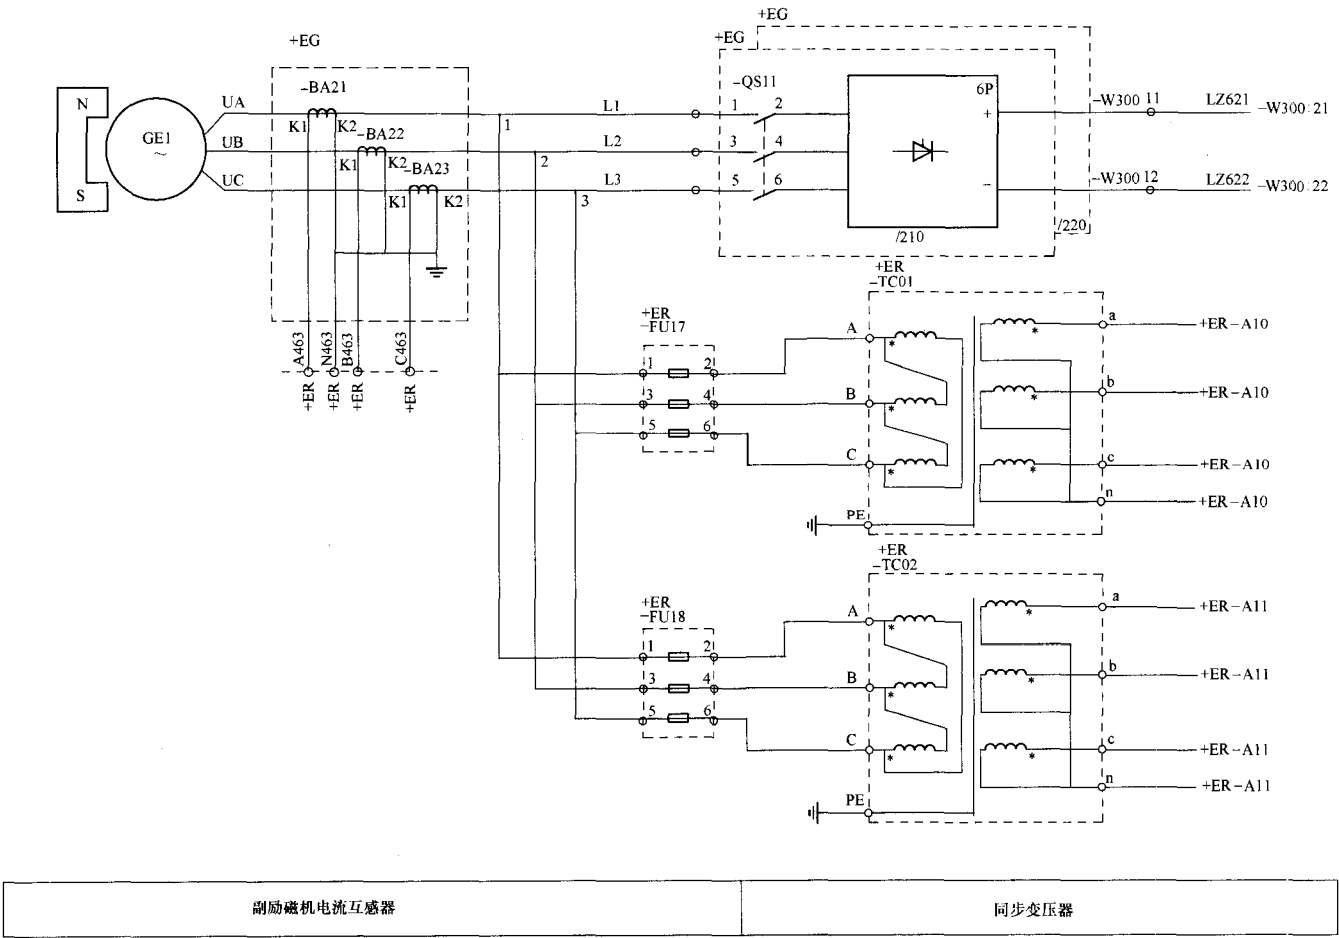 +EG
+EG
+EG
-BA21
-QS11
6P
N
GE1
~
S
UA
UB
UC
K1
K2
-BA22
K1
K2
-BA23
K1
K2
L1
L2
L3
1
2
3
1
2
3
4
5
6
+
-
/210
/220
-W300 11
LZ621
-W300:21
-W300 12
LZ622
-W300:22
A463
N463
B463
C463
+ER
+ER
+ER
+ER
+ER
-FU17
1
2
3
4
5
6
+ER
-TC01
A
B
C
PE
*
*
*
*
*
*
a
b
c
n
+ER-A10
+ER-A10
+ER-A10
+ER-A10
+ER
-FU18
1
2
3
4
5
6
+ER
-TC02
A
B
C
PE
*
*
*
*
*
*
a
b
c
n
+ER-A11
+ER-A11
+ER-A11
+ER-A11
副励磁机电流互感器
同步变压器